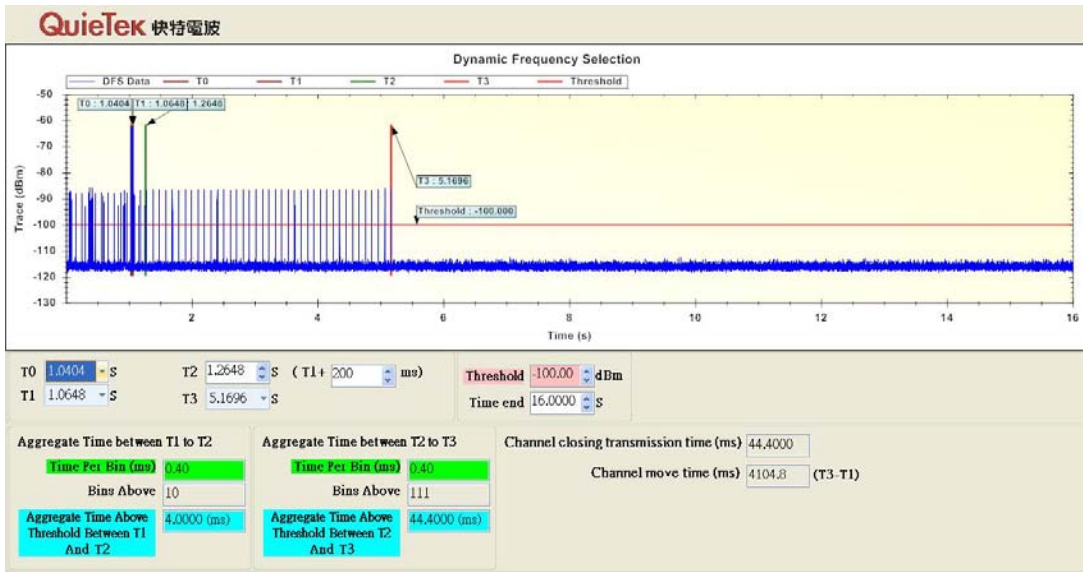 QuieTek 快特電波
Dynamic Frequency Selection
DFS Data T0 T1 T2 T3 Threshold
-50
T0 : 1.0404 T1 : 1.0648 : 1.2648
-60
-70
-80
T3 : 5.1696
-90
Threshold : -100.000
-100
-110
-120
-130
Trace (dBm)
2 4 6 8 10 12 14 16
Time (s)
T0 1.0404 S T2 1.2648 S ( T1+ 200 ms) Threshold -100.00 dBm
T1 1.0648 S T3 5.1696 S Time end 16.0000 S
Aggregate Time between T1 to T2
Time Per Bin (ms) 0.40
Bins Above 10
Aggregate Time Above
Threshold Between T1
And T2
4.0000 (ms)
Aggregate Time between T2 to T3
Time Per Bin (ms) 0.40
Bins Above 111
Aggregate Time Above
Threshold Between T2
And T3
44.4000 (ms)
Channel closing transmission time (ms) 44.4000
Channel move time (ms) 4104.8 (T3-T1)